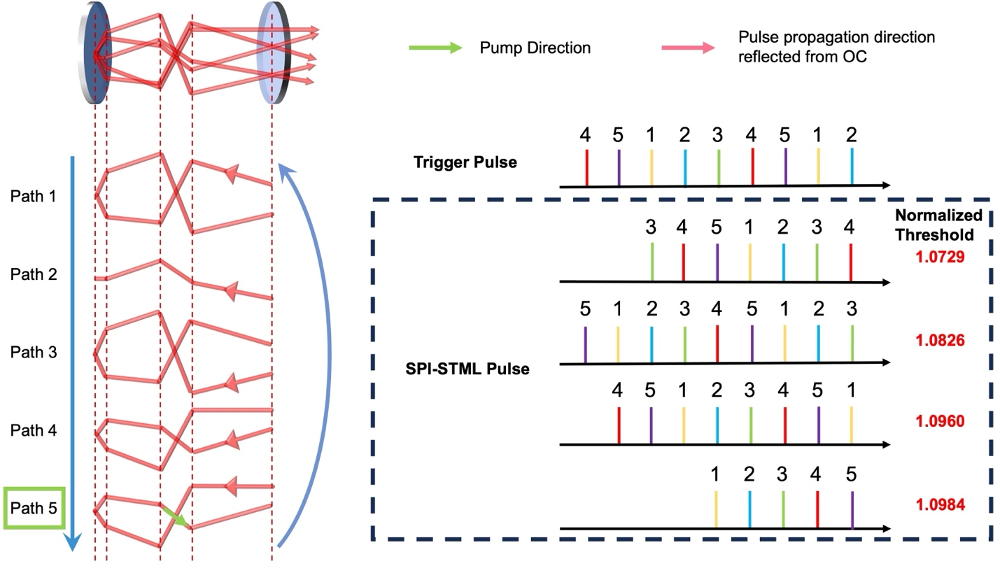 Pump Direction
Pulse propagation direction
reflected from OC
Path 1
Path 2
Path 3
Path 4
Path 5
4 5 1 2 3 4 5 1 2
Trigger Pulse
Normalized
Threshold
3 4 5 1 2 3 4
1.0729
5 1 2 3 4 5 1 2 3
1.0826
SPI-STML Pulse
4 5 1 2 3 4 5 1
1.0960
1 2 3 4 5
1.0984